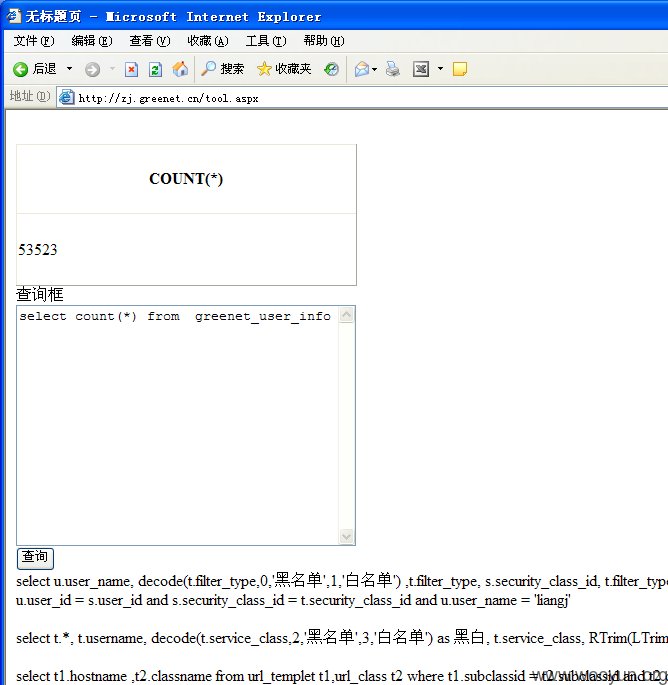 无标题页 - Microsoft Internet Explorer
文件(F) 编辑(E) 查看(V) 收藏(A) 工具(T) 帮助(H)
后退 搜索 收藏夹
地址(D) http://zj.greenet.cn/tool.aspx
COUNT(*)
53523
查询框
select count(*) from greenet_user_info
查询
select u.user_name, decode(t.filter_type,0,'黑名单',1,'白名单') ,t.filter_type, s.security_class_id, t.filter_typ
u.user_id = s.user_id and s.security_class_id = t.security_class_id and u.user_name = 'liangj'
select t.*, t.username, decode(t.service_class,2,'黑名单',3,'白名单') as 黑白, t.service_class, RTrim(LTrim
select t1.hostname ,t2.classname from url_templet t1,url_class t2 where t1.subclassid = t2.subclassid and t2.
www.wooyun.org